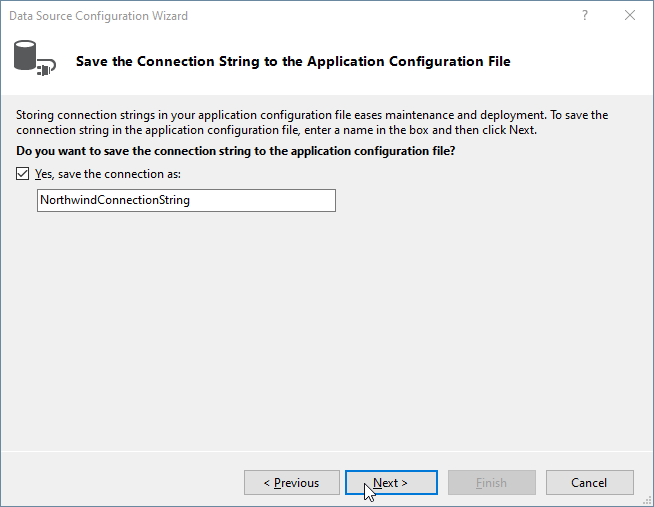 Data Source Configuration Wizard
?
Save the Connection String to the Application Configuration File
Storing connection strings in your application configuration file eases maintenance and deployment. To save the
connection string in the application configuration file, enter a name in the box and then click Next.
Do you want to save the connection string to the application configuration file?
Yes, save the connection as:
NorthwindConnectionString
< Previous
Next >
Finish
Cancel